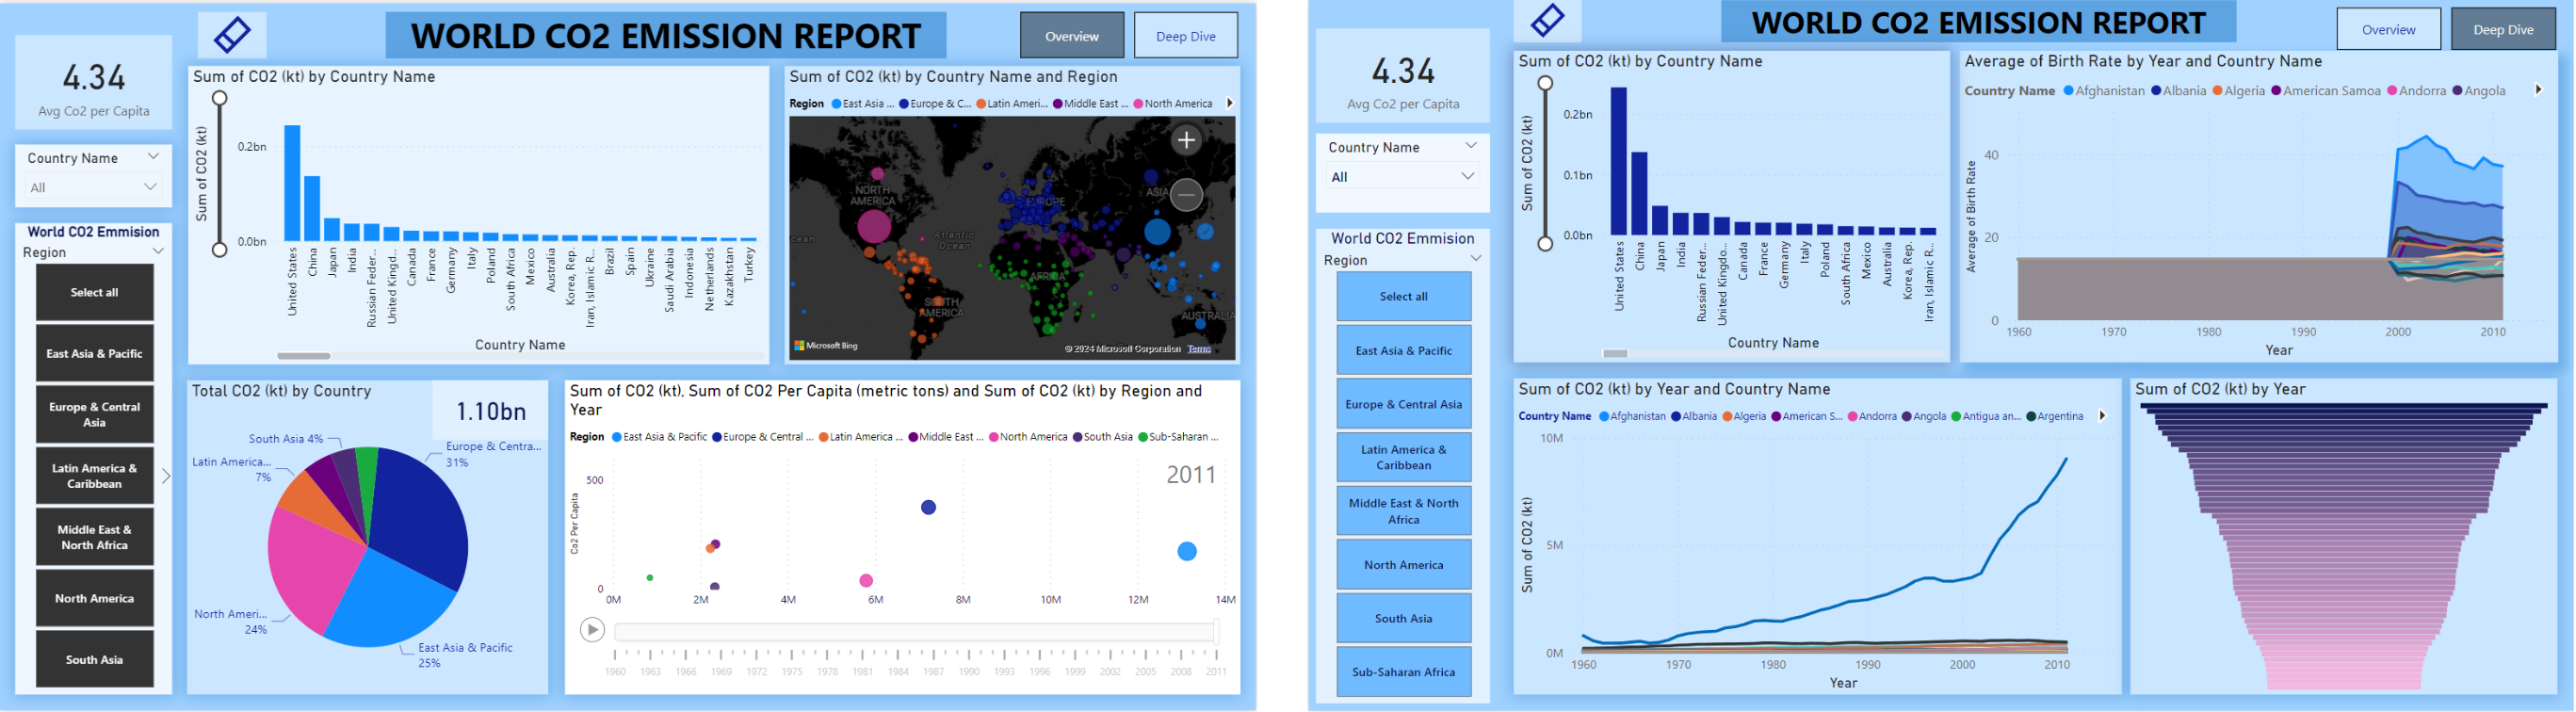 WORLD CO2 EMISSION REPORT
Overview
Deep Dive
4.34
Avg Co2 per Capita
Country Name
All
World CO2 Emmision
Region
Select all
East Asia & Pacific
Europe & Central
Asia
Latin America &
Caribbean
Middle East &
North Africa
North America
South Asia
Sum of CO2 (kt) by Country Name
Sum of CO2 (kt)
0.2bn
0.0bn
United States
China
Japan
India
Russian Feder...
United Kingd...
Canada
France
Germany
Italy
Poland
South Africa
Mexico
Australia
Korea, Rep.
Iran, Islamic R...
Brazil
Spain
Ukraine
Saudi Arabia
Indonesia
Netherlands
Kazakhstan
Turkey
Country Name
Sum of CO2 (kt) by Country Name and Region
Region East Asia ... Europe & C... Latin Ameri... Middle East ... North America
NORTH
AMERICA
EUROPE
ASIA
Atlantic
Ocean
cean
AFRICA
SOUTH
AMERICA
AUSTRALIA
Microsoft Bing
© 2024 Microsoft Corporation Terms
Total CO2 (kt) by Country
1.10bn
South Asia 4%
Latin America...
7%
Europe & Centra...
31%
North Ameri...
24%
East Asia & Pacific
25%
Sum of CO2 (kt), Sum of CO2 Per Capita (metric tons) and Sum of CO2 (kt) by Region and
Year
Region East Asia & Pacific Europe & Central ... Latin America ... Middle East ... North America South Asia Sub-Saharan ...
2011
Co2 Per Capita
500
0
0M 2M 4M 6M 8M 10M 12M 14M
1960 1963 1966 1969 1972 1975 1978 1981 1984 1987 1990 1993 1996 1999 2002 2005 2008 2011
WORLD CO2 EMISSION REPORT
Overview
Deep Dive
4.34
Avg Co2 per Capita
Country Name
All
World CO2 Emmision
Region
Select all
East Asia & Pacific
Europe & Central Asia
Latin America &
Caribbean
Middle East & North
Africa
North America
South Asia
Sub-Saharan Africa
Sum of CO2 (kt) by Country Name
Sum of CO2 (kt)
0.2bn
0.1bn
0.0bn
United States
China
Japan
India
Russian Feder...
United Kingdo...
Canada
France
Germany
Italy
Poland
South Africa
Mexico
Australia
Korea, Rep.
Iran, Islamic R...
Country Name
Average of Birth Rate by Year and Country Name
Country Name Afghanistan Albania Algeria American Samoa Andorra Angola
Average of Birth Rate
40
20
0
1960 1970 1980 1990 2000 2010
Year
Sum of CO2 (kt) by Year and Country Name
Country Name Afghanistan Albania Algeria American S... Andorra Angola Antigua an... Argentina
Sum of CO2 (kt)
10M
5M
0M
1960 1970 1980 1990 2000 2010
Year
Sum of CO2 (kt) by Year